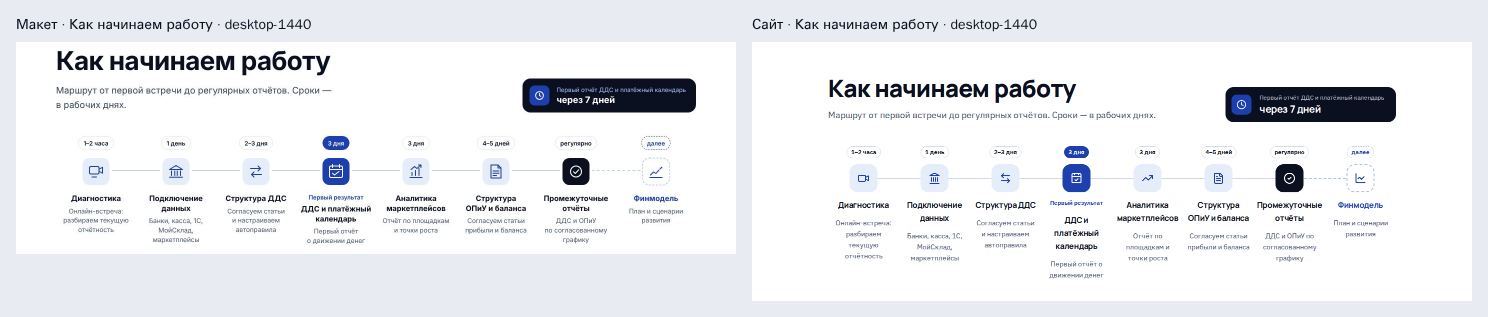 Макет · Как начинаем работу · desktop-1440
Как начинаем работу
Маршрут от первой встречи до регулярных отчётов. Сроки —
в рабочих днях.
Первый отчёт ДДС и платёжный календарь
через 7 дней
1–2 часа
1 день
2–3 дня
3 дня
3 дня
4–5 дней
регулярно
далее
Диагностика
Онлайн-встреча:
разбираем текущую
отчётность
Подключение
данных
Банки, касса, 1С,
МойСклад,
маркетплейсы
Структура ДДС
Согласуем статьи
и настраиваем
автоправила
Первый результат
ДДС и платёжный
календарь
Первый отчёт
о движении денег
Аналитика
маркетплейсов
Отчёт по площадкам
и точки роста
Структура
ОПиУ и баланса
Согласуем статьи
прибыли и баланса
Промежуточные
отчёты
ДДС и ОПиУ
по согласованному
графику
Финмодель
План и сценарии
развития
Сайт · Как начинаем работу · desktop-1440
Как начинаем работу
Маршрут от первой встречи до регулярных отчётов. Сроки — в рабочих днях.
Первый отчёт ДДС и платёжный календарь
через 7 дней
1–2 часа
1 день
2–3 дня
3 дня
3 дня
4–5 дней
регулярно
далее
Диагностика
Онлайн-встреча:
разбираем
текущую
отчётность
Подключение
данных
Банки, касса, 1С,
МойСклад,
маркетплейсы
Структура ДДС
Согласуем статьи
и настраиваем
автоправила
Первый результат
ДДС и
платёжный
календарь
Первый отчёт о
движении денег
Аналитика
маркетплейсов
Отчёт по
площадкам и
точки роста
Структура
ОПиУ и баланса
Согласуем статьи
прибыли и баланса
Промежуточные
отчёты
ДДС и ОПиУ по
согласованному
графику
Финмодель
План и сценарии
развития